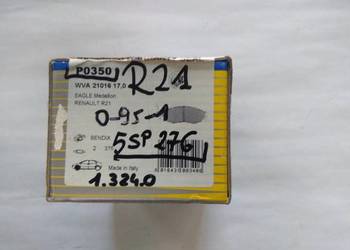 P0350
R21
WVA 21016 17,0
EAGLE Medallion
RENAULT R21
0-95-1
BENDIX
5SP 276
2
Made in Italy
1.324.0